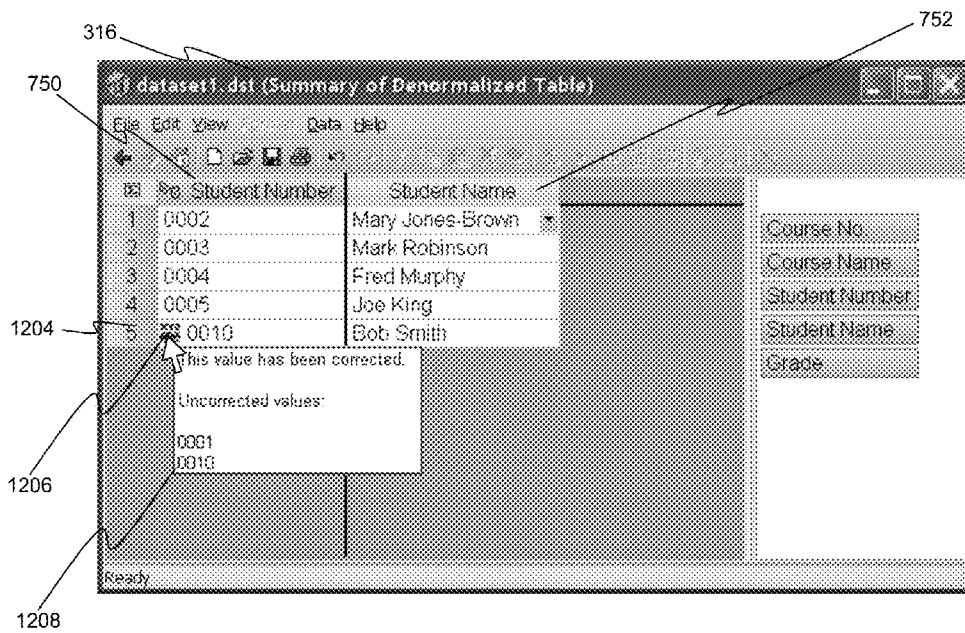 316
752
750
dataset1.dst (Summary of Denormalized Table)
File Edit View Data Help
Student Number Student Name
1 0002 Mary Jones-Brown
2 0003 Mark Robinson
3 0004 Fred Murphy
4 0005 Joe King
5 0010 Bob Smith
Course No.
Course Name
Student Number
Student Name
Grade
1204
This value has been corrected.
Uncorrected values:
0001
0010
1206
Ready
1208